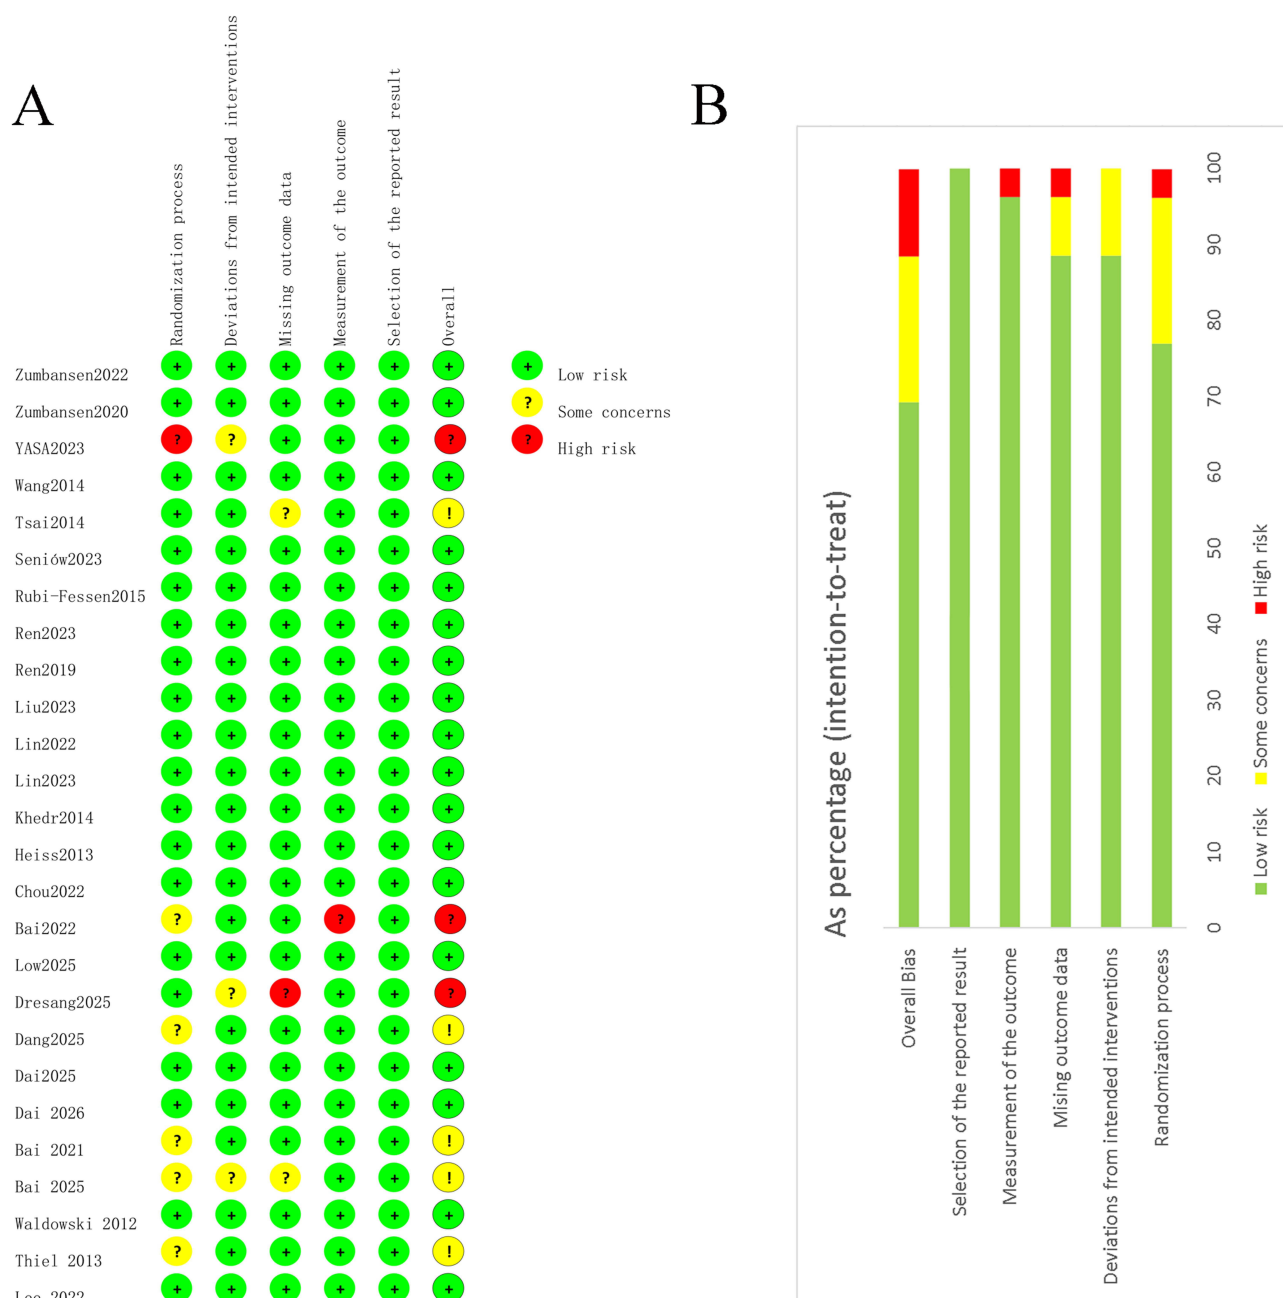 A
Randomization process
Deviations from intended interventions
Missing outcome data
Measurement of the outcome
Selection of the reported result
Overall
Zumbansen2022
Zumbansen2020
YASA2023
Wang2014
Tsai2014
Seniów2023
Rubi-Fessen2015
Ren2023
Ren2019
Liu2023
Lin2022
Lin2023
Khedr2014
Heiss2013
Chou2022
Bai2022
Low2025
Dresang2025
Dang2025
Dai2025
Dai 2026
Bai 2021
Bai 2025
Waldowski 2012
Thiel 2013
+ Low risk
? Some concerns
? High risk
B
As percentage (intention-to-treat)
Overall Bias
Selection of the reported result
Measurement of the outcome
Mising outcome data
Deviations from intended interventions
Randomization process
0 10 20 30 40 50 60 70 80 90 100
Low risk Some concerns High risk